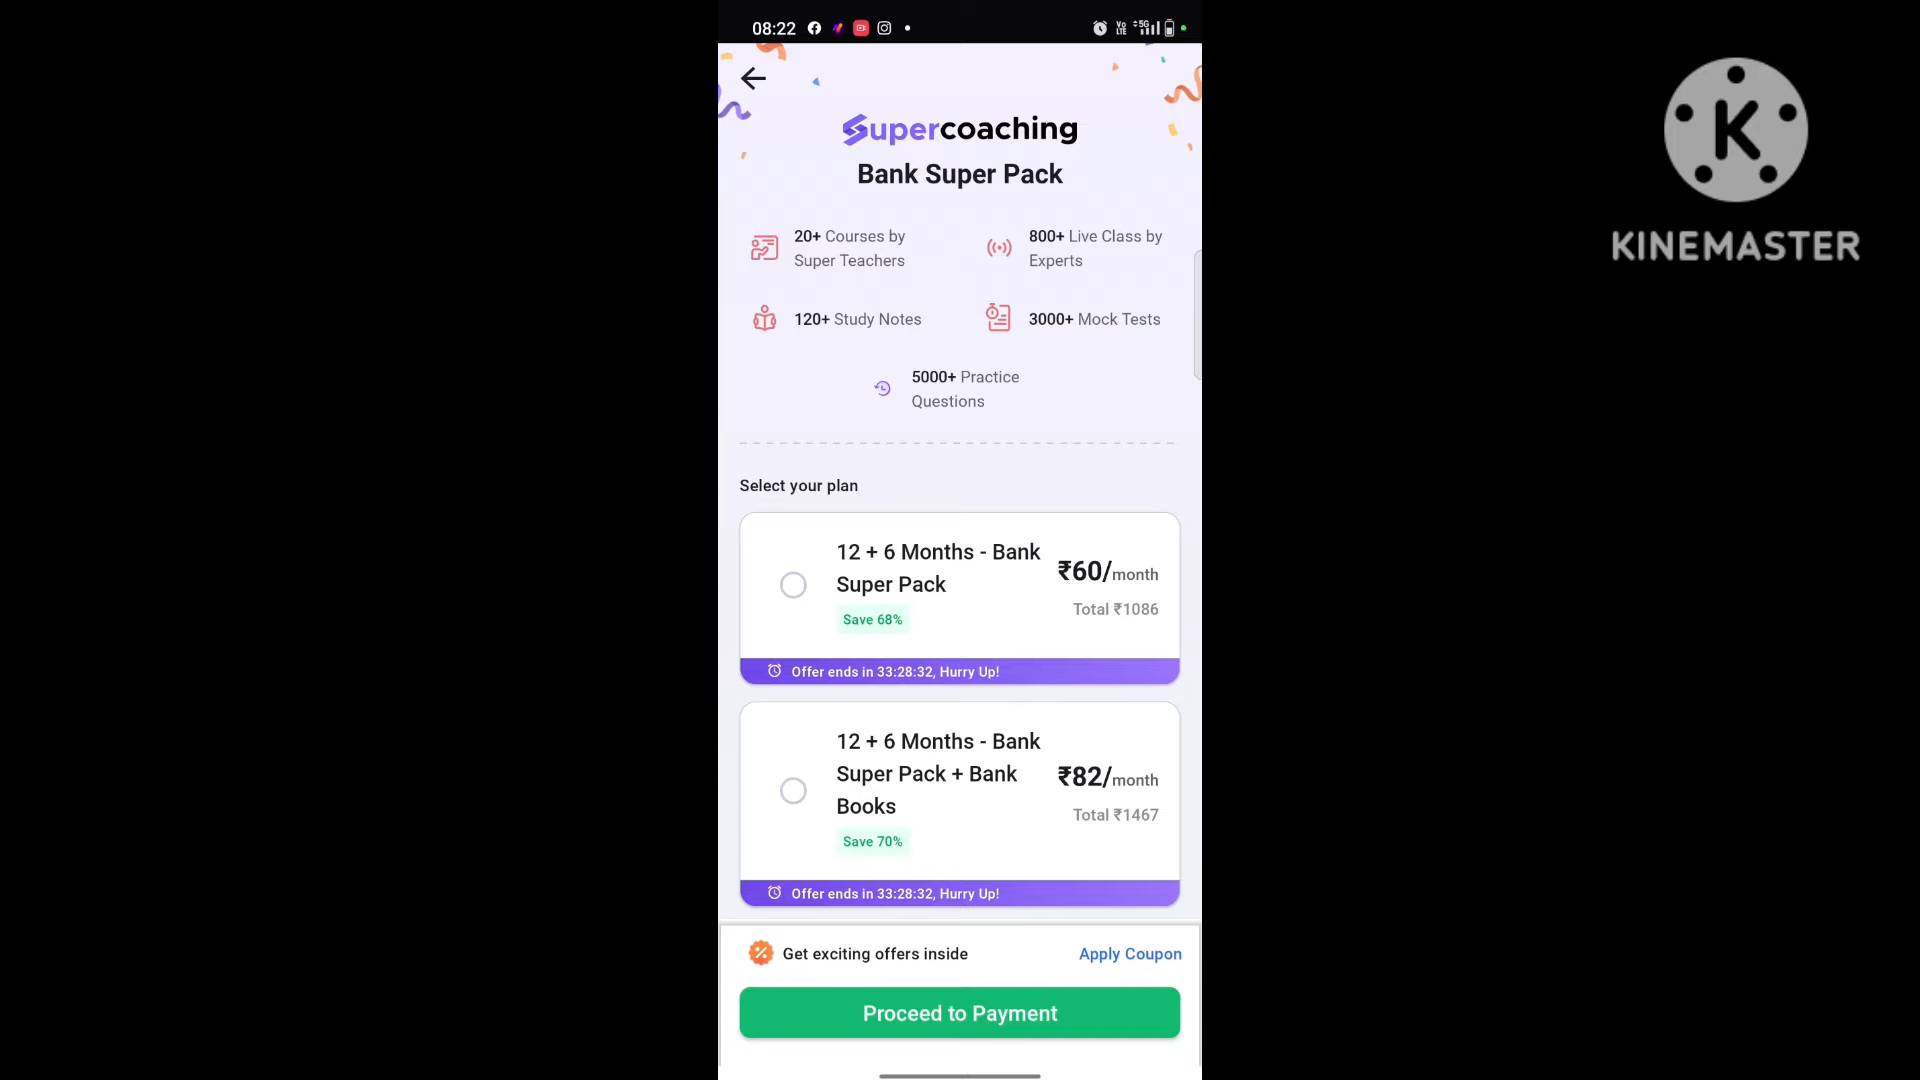 08:22
Vo
LTE
5G
Supercoaching
Bank Super Pack
20+ Courses by
Super Teachers
800+ Live Class by
Experts
120+ Study Notes
3000+ Mock Tests
5000+ Practice
Questions
Select your plan
12 + 6 Months - Bank
Super Pack
₹60/month
Total ₹1086
Save 68%
Offer ends in 33:28:32, Hurry Up!
12 + 6 Months - Bank
Super Pack + Bank
Books
₹82/month
Total ₹1467
Save 70%
Offer ends in 33:28:32, Hurry Up!
Get exciting offers inside
Apply Coupon
Proceed to Payment
K
KINEMASTER